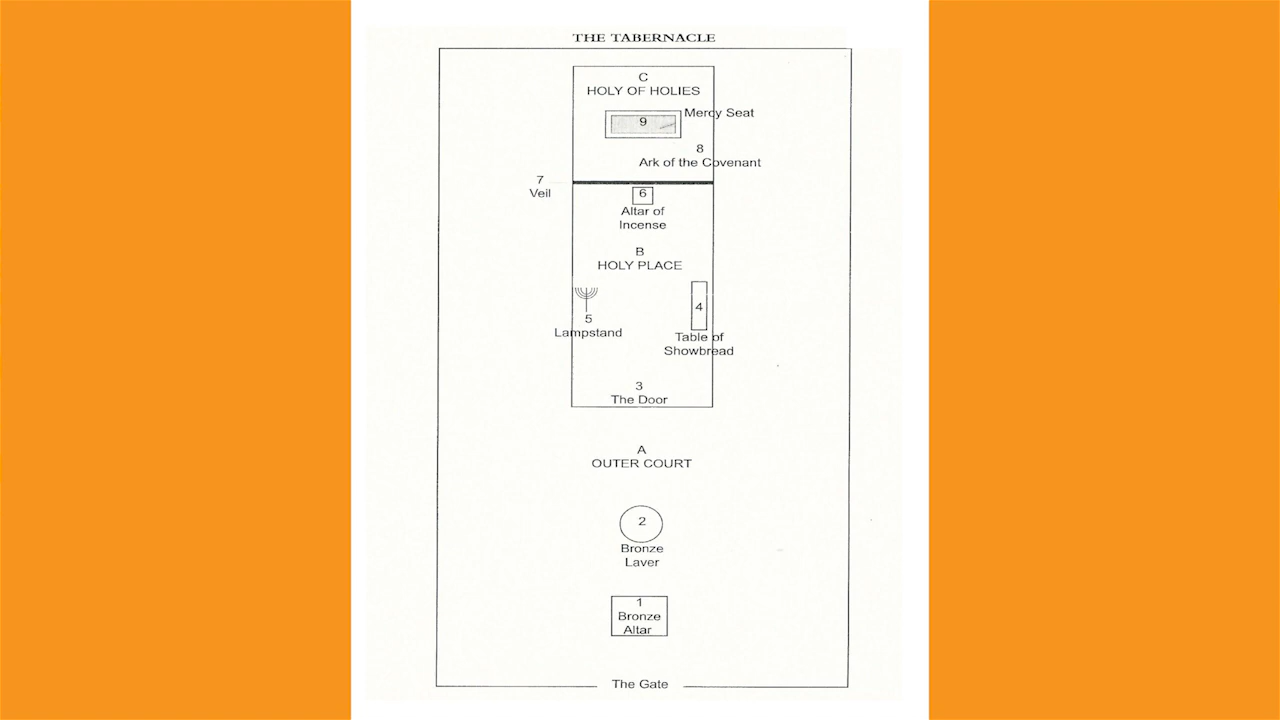 THE TABERNACLE
C
HOLY OF HOLIES
Mercy Seat
9
8
Ark of the Covenant
7
Veil
6
Altar of
Incense
B
HOLY PLACE
4
5
Lampstand
Table of
Showbread
3
The Door
A
OUTER COURT
2
Bronze
Laver
1
Bronze
Altar
The Gate